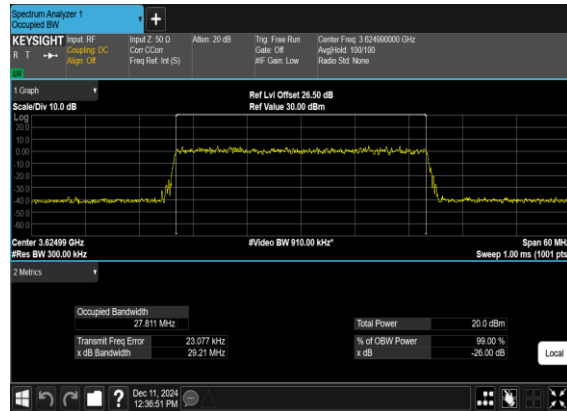 Spectrum Analyzer 1
Occupied BW
+
KEYSIGHT Input: RF Input Z: 50 Ω Atten: 20 dB Trig: Free Run Center Freq: 3.624990000 GHz
R T Coupling: DC Corr CCorr Gate: Off Avg|Hold: 100/100
Align: Off Freq Ref: Int (S) #IF Gain: Low Radio Std: None
1 Graph
Ref Lvl Offset 26.50 dB
Scale/Div 10.0 dB Ref Value 30.00 dBm
Log
20.0
10.0
0.00
-10.0
-20.0
-30.0
-40.0
-50.0
-60.0
Center 3.62499 GHz #Video BW 910.00 kHz* Span 60 MHz
#Res BW 300.00 kHz Sweep 1.00 ms (1001 pts
2 Metrics
Occupied Bandwidth
27.811 MHz Total Power 20.0 dBm
Transmit Freq Error 23.077 kHz % of OBW Power 99.00 %
x dB Bandwidth 29.21 MHz x dB -26.00 dB
Local
? Dec 11, 2024
12:36:51 PM